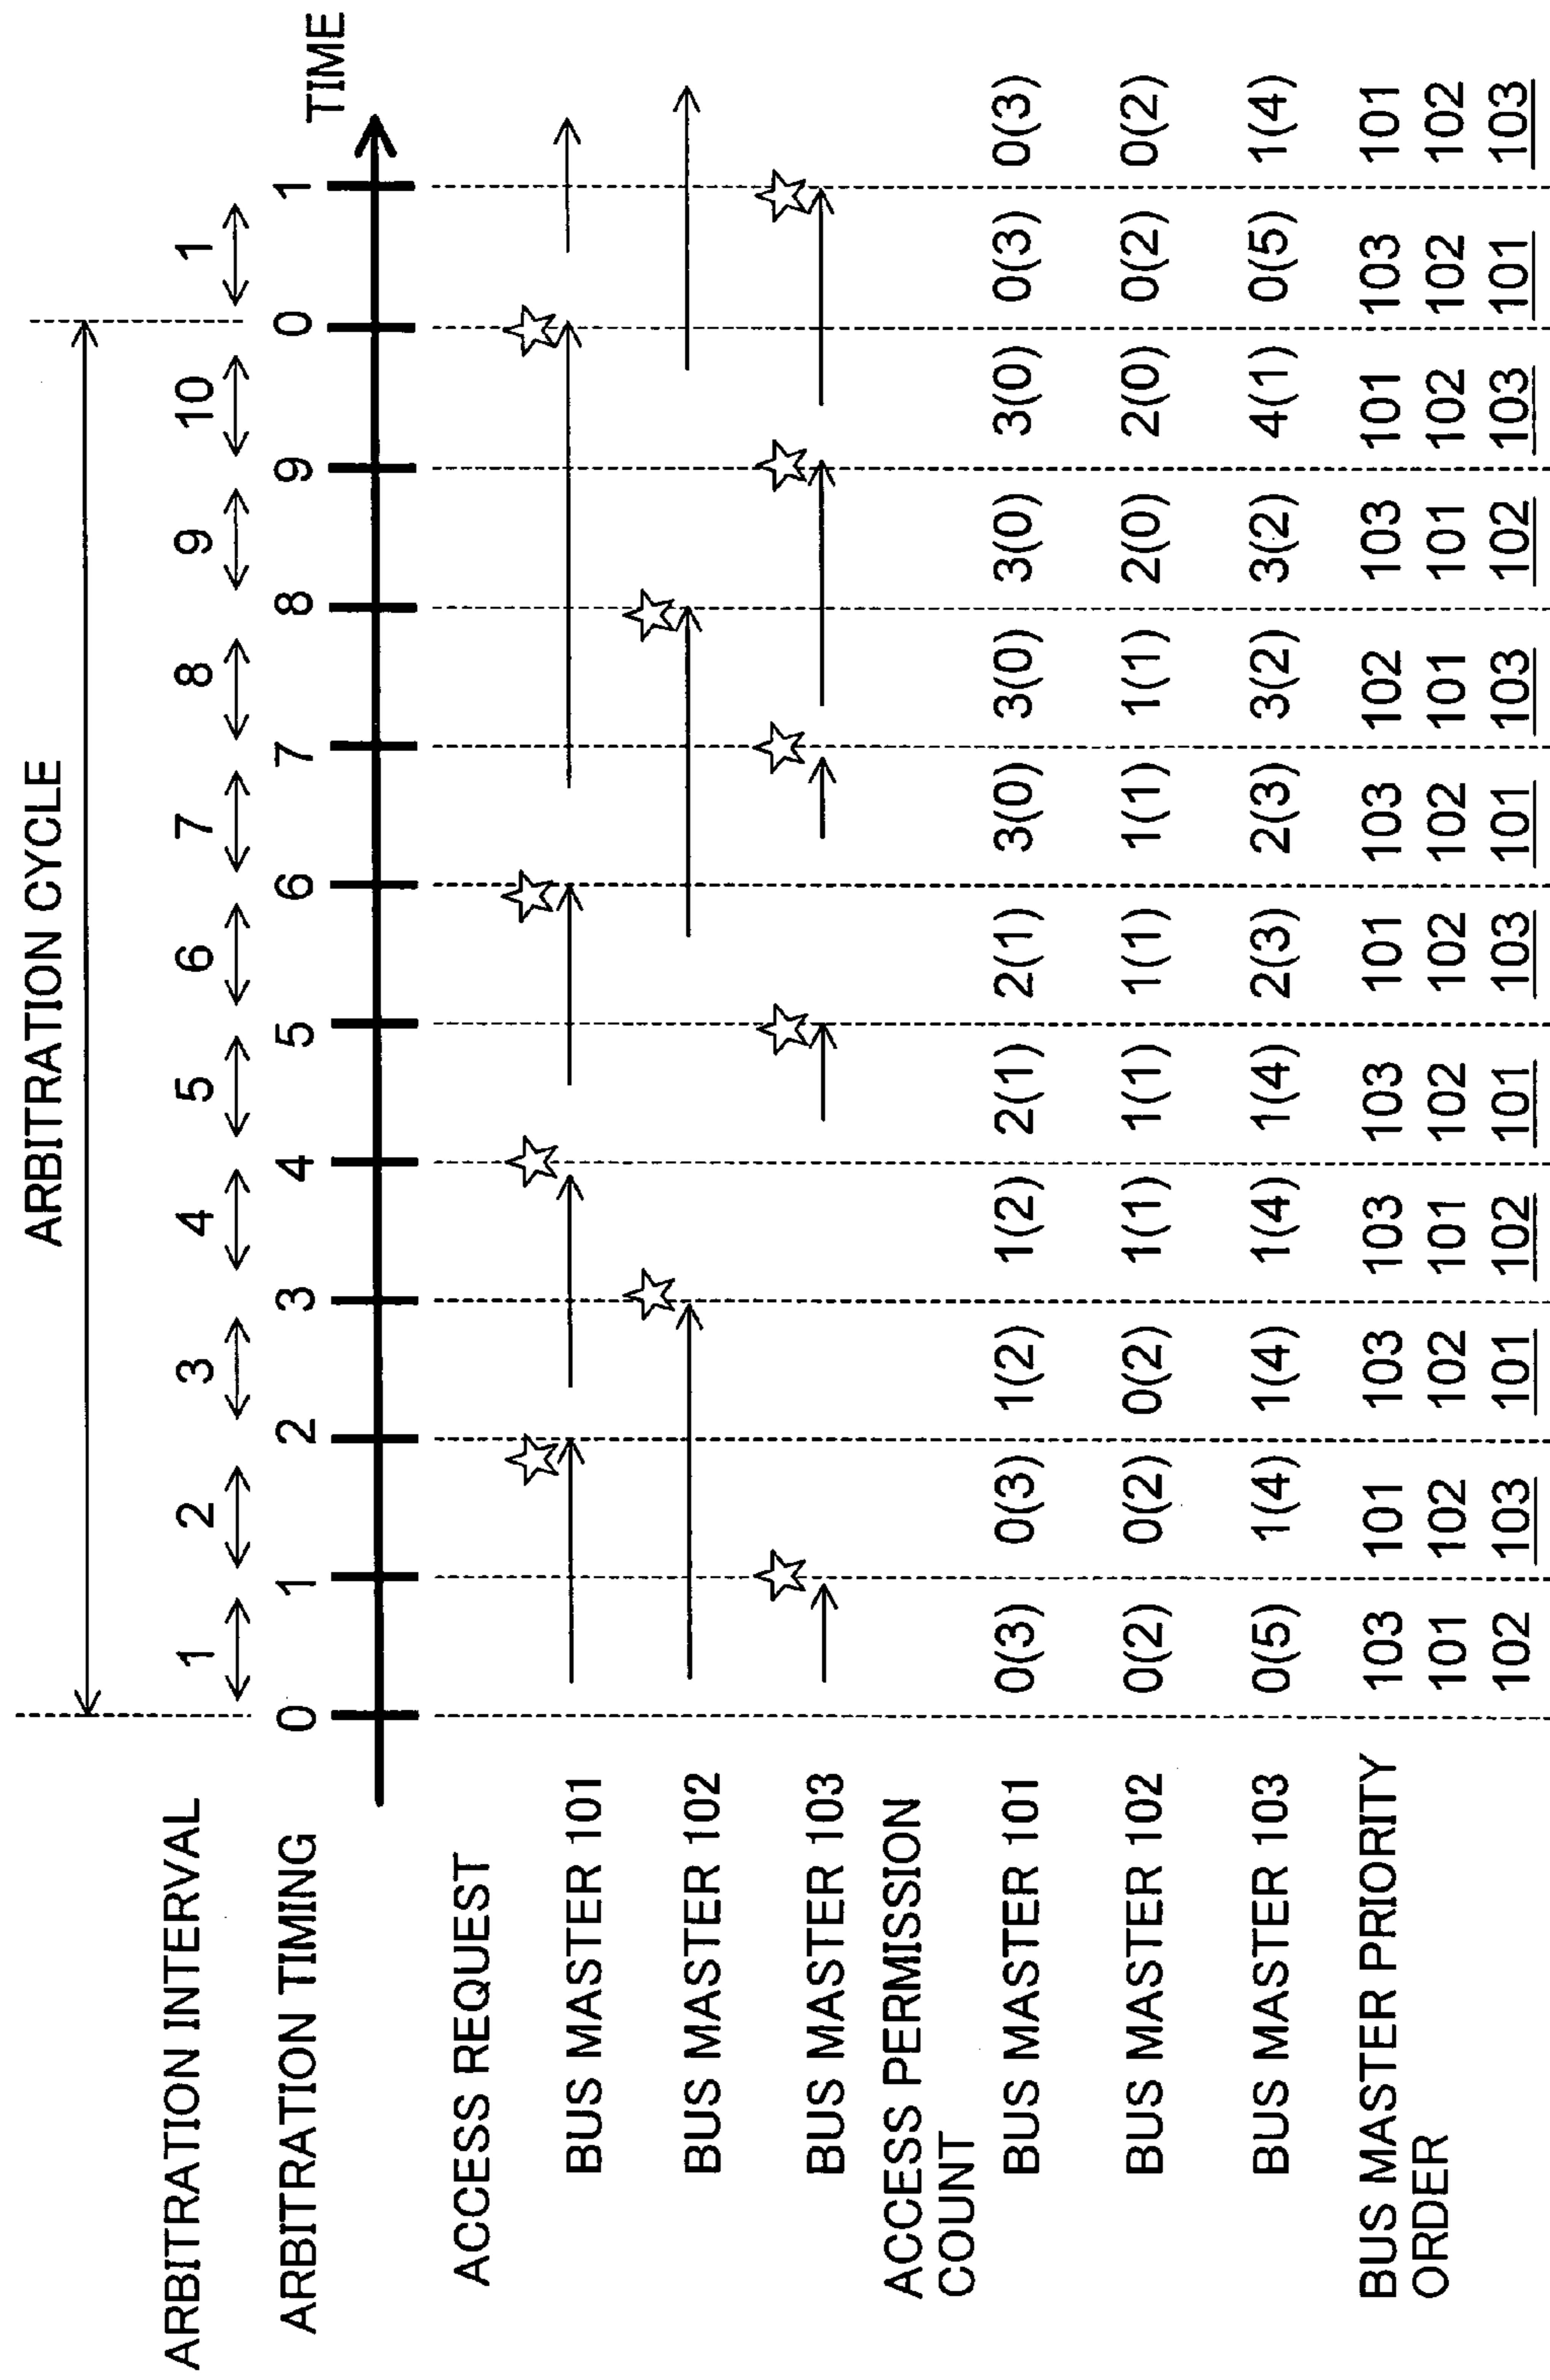 ARBITRATION CYCLE
ARBITRATION INTERVAL 1 2 3 4 5 6 7 8 9 10 1
ARBITRATION TIMING 0 1 2 3 4 5 6 7 8 9 0 1 TIME
ACCESS REQUEST
BUS MASTER 101
BUS MASTER 102
BUS MASTER 103
ACCESS PERMISSION
COUNT
BUS MASTER 101 0(3) 0(3) 1(2) 1(2) 2(1) 2(1) 3(0) 3(0) 3(0) 3(0) 0(3) 0(3)
BUS MASTER 102 0(2) 0(2) 0(2) 1(1) 1(1) 1(1) 1(1) 1(1) 2(0) 2(0) 0(2) 0(2)
BUS MASTER 103 0(5) 1(4) 1(4) 1(4) 1(4) 2(3) 2(3) 3(2) 3(2) 4(1) 0(5) 1(4)
BUS MASTER PRIORITY 103 101 103 103 103 101 103 102 103 101 103 101
ORDER 101 102 102 101 102 102 102 101 101 102 102 102
102 103 101 102 101 103 101 103 102 103 101 103